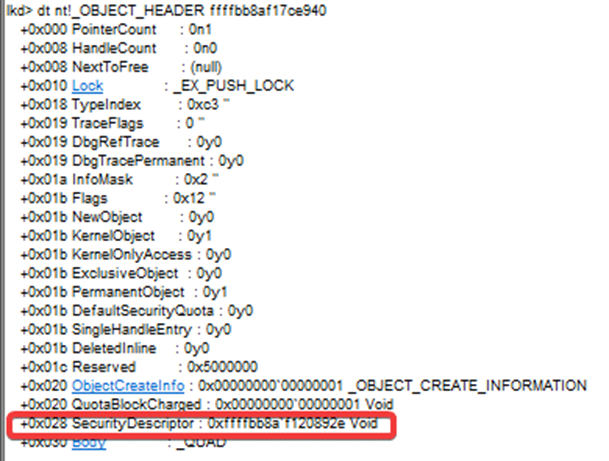 lkd> dt nt!_OBJECT_HEADER ffffbb8af17ce940
+0x000 PointerCount : 0n1
+0x008 HandleCount : 0n0
+0x008 NextToFree : (null)
+0x010 Lock : _EX_PUSH_LOCK
+0x018 TypeIndex : 0xc3 ''
+0x019 TraceFlags : 0 ''
+0x019 DbgRefTrace : 0y0
+0x019 DbgTracePermanent : 0y0
+0x01a InfoMask : 0x2 ''
+0x01b Flags : 0x12 ''
+0x01b NewObject : 0y0
+0x01b KernelObject : 0y1
+0x01b KernelOnlyAccess : 0y0
+0x01b ExclusiveObject : 0y0
+0x01b PermanentObject : 0y1
+0x01b DefaultSecurityQuota : 0y0
+0x01b SingleHandleEntry : 0y0
+0x01b DeletedInline : 0y0
+0x01c Reserved : 0x5000000
+0x020 ObjectCreateInfo : 0x00000000`00000001 _OBJECT_CREATE_INFORMATION
+0x020 QuotaBlockCharged : 0x00000000`00000001 Void
+0x028 SecurityDescriptor : 0xffffbb8a`f120892e Void
+0x030 Body : _QUAD